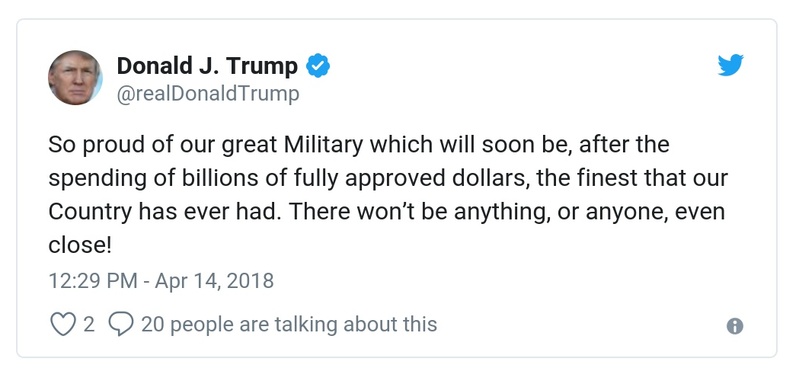 Donald J. Trump
@realDonaldTrump
So proud of our great Military which will soon be, after the
spending of billions of fully approved dollars, the finest that our
Country has ever had. There won’t be anything, or anyone, even
close!
12:29 PM - Apr 14, 2018
2 20 people are talking about this